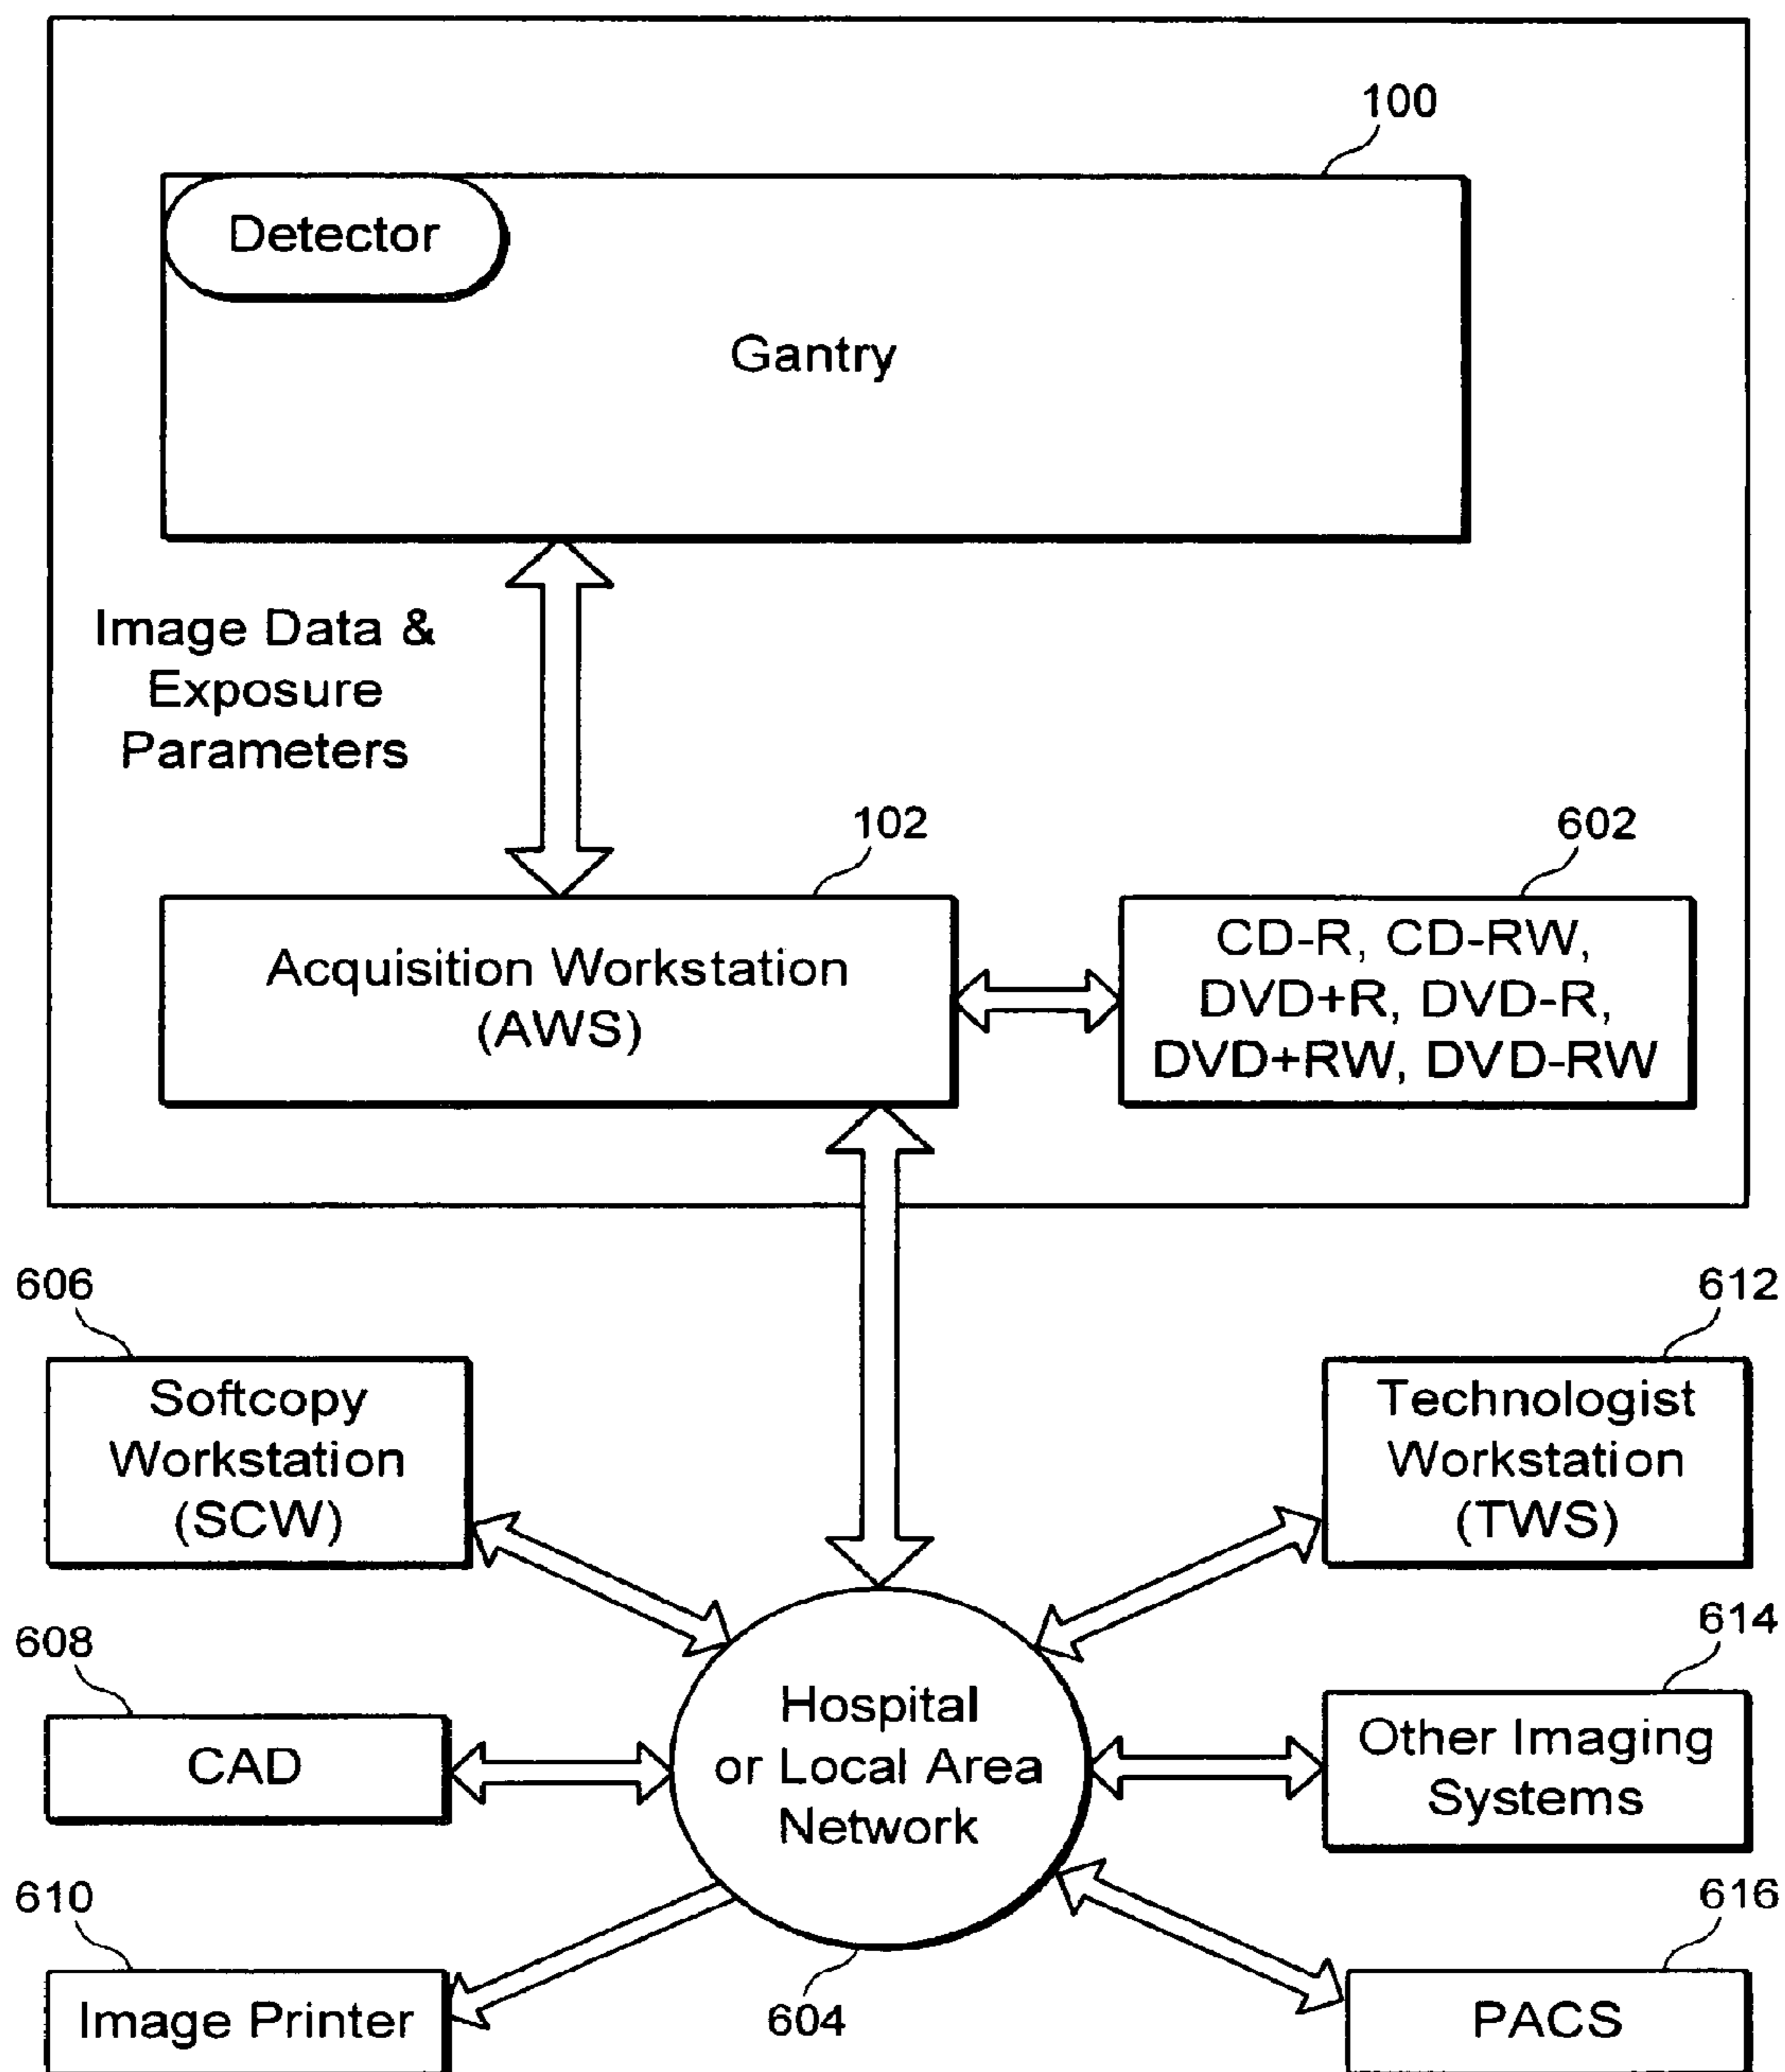 100
Detector
Gantry
Image Data &
Exposure
Parameters
102
602
Acquisition Workstation
(AWS)
CD-R, CD-RW,
DVD+R, DVD-R,
DVD+RW, DVD-RW
606
612
Softcopy
Workstation
(SCW)
Technologist
Workstation
(TWS)
608
614
CAD
Hospital
or Local Area
Network
Other Imaging
Systems
610
616
Image Printer
604
PACS